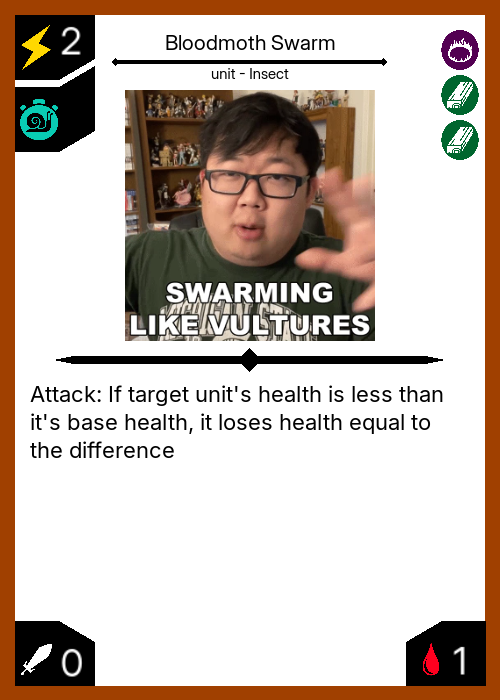 2
Bloodmoth Swarm
unit - Insect
SWARMING
LIKE VULTURES
Attack: If target unit's health is less than
it's base health, it loses health equal to
the difference
0
1